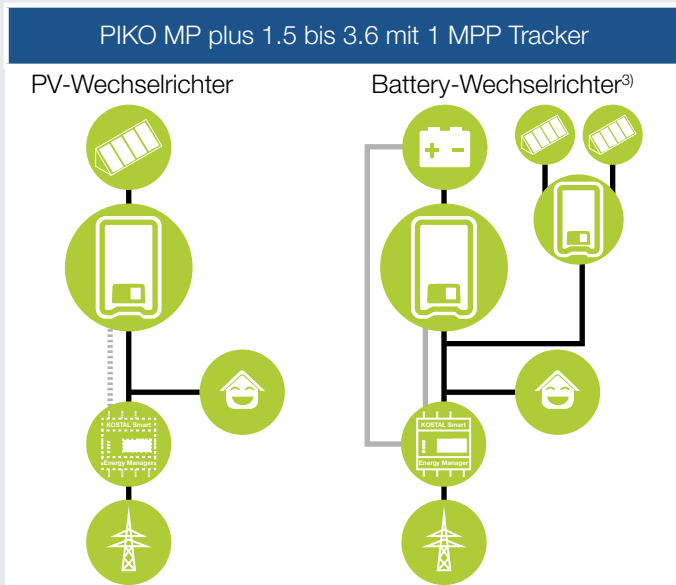 PIKO MP plus 1.5 bis 3.6 mit 1 MPP Tracker
PV-Wechselrichter
Battery-Wechselrichter³⁾
KOSTAL Smart
Energy Manager
KOSTAL Smart
Energy Manager